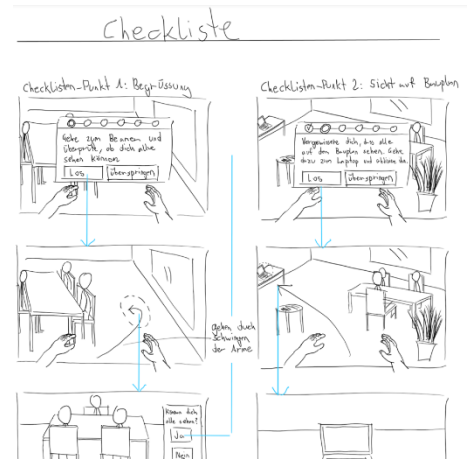 Checkliste
Checklisten-Punkt 1: Begrüssung
Gehe zum Beamer und
überprüfe, ob dich alle
sehen können
Los
überspringen
gehen durch
schwingen
der Arme
Können dich
alle sehen?
Ja
Nein
Checklisten-Punkt 2: Sicht auf Bauplan
Vergewissere dich, das alle
auf den Bauplan sehen. Gehe
dazu zum Laptop und
Los
überspringen